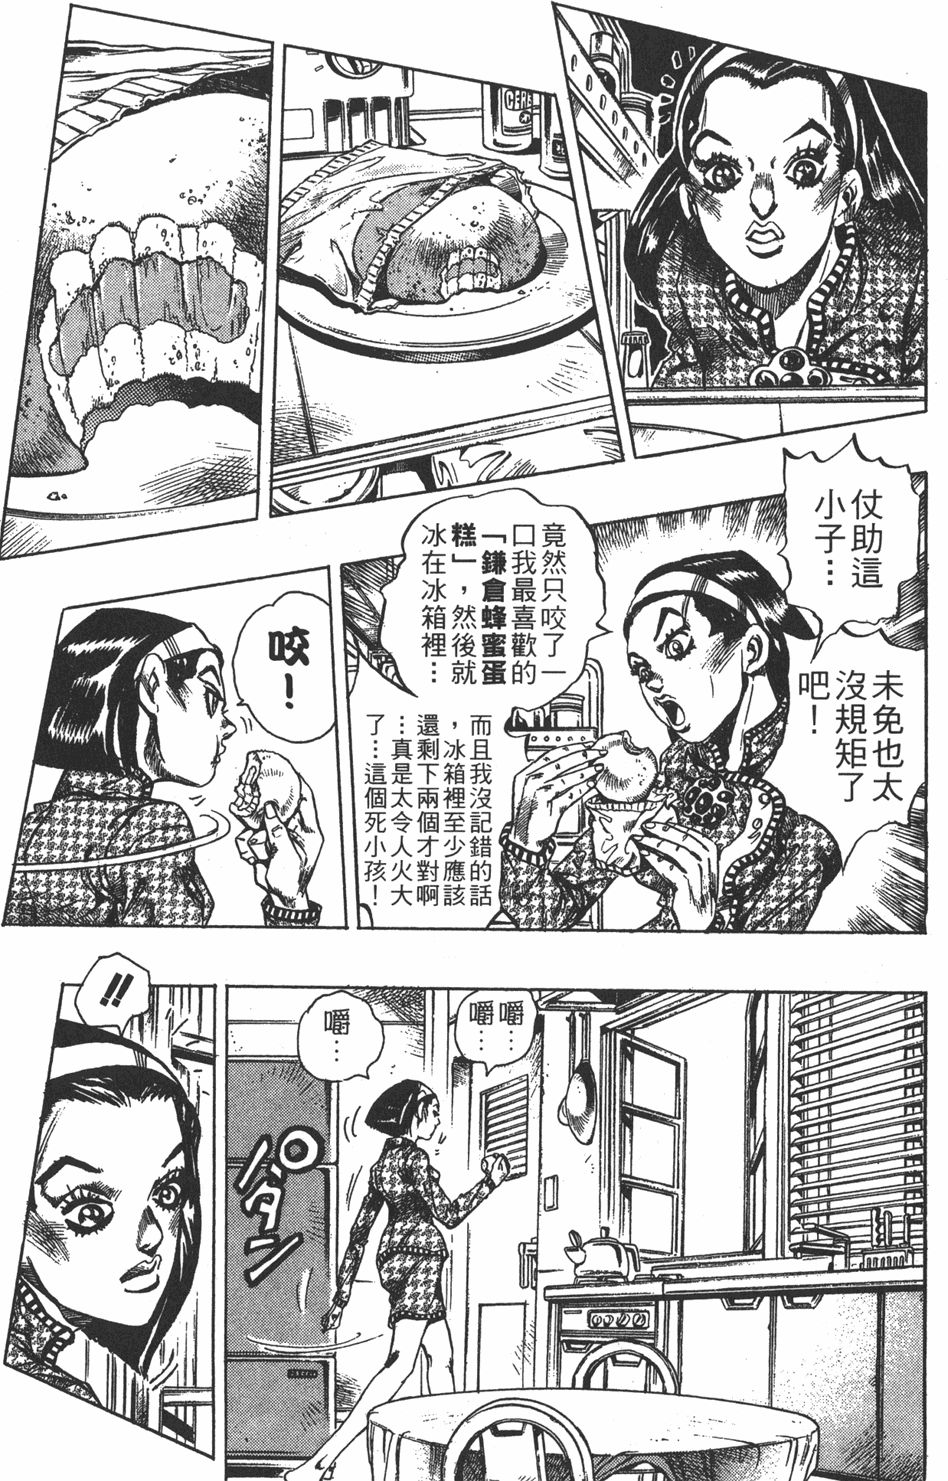 CERE
仗助這
小子…
未免也太
沒規矩了
吧！
竟然只咬了一
口我最喜歡的
「鎌倉蜂蜜蛋
糕」，然後就
冰在冰箱裡…
而且我沒記錯的話
，冰箱裡至少應該
還剩下兩個才對啊
…真是太令人火大
了…這個死小孩！
咬！
嚼…
嚼…
嚼…
パタン
!!